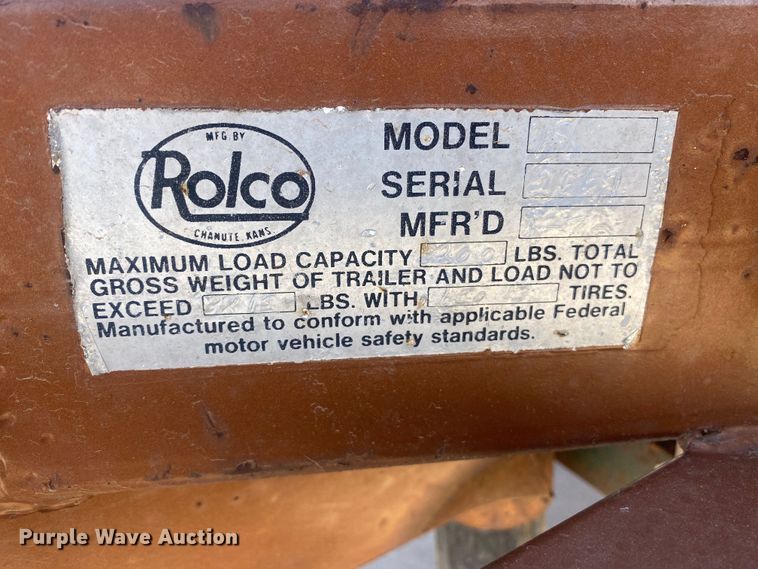 MFG. BY
Rolco
CHANUTE, KANS.
MODEL
SERIAL
MFR'D
MAXIMUM LOAD CAPACITY LBS. TOTAL
GROSS WEIGHT OF TRAILER AND LOAD NOT TO
EXCEED LBS. WITH TIRES.
Manufactured to conform with applicable Federal
motor vehicle safety standards.
Purple Wave Auction